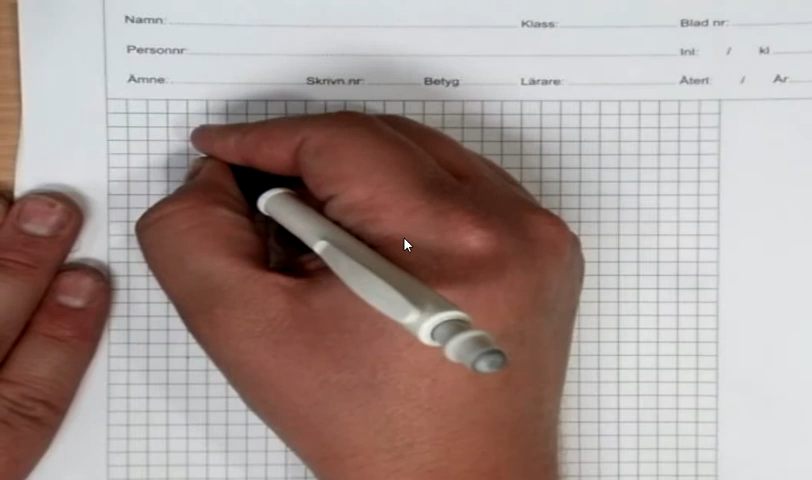 Namn: Klass: Blad nr:
Personnr: Inl: / kl
Ämne: Skrivn.nr: Betyg: Lärare: Återl: / År